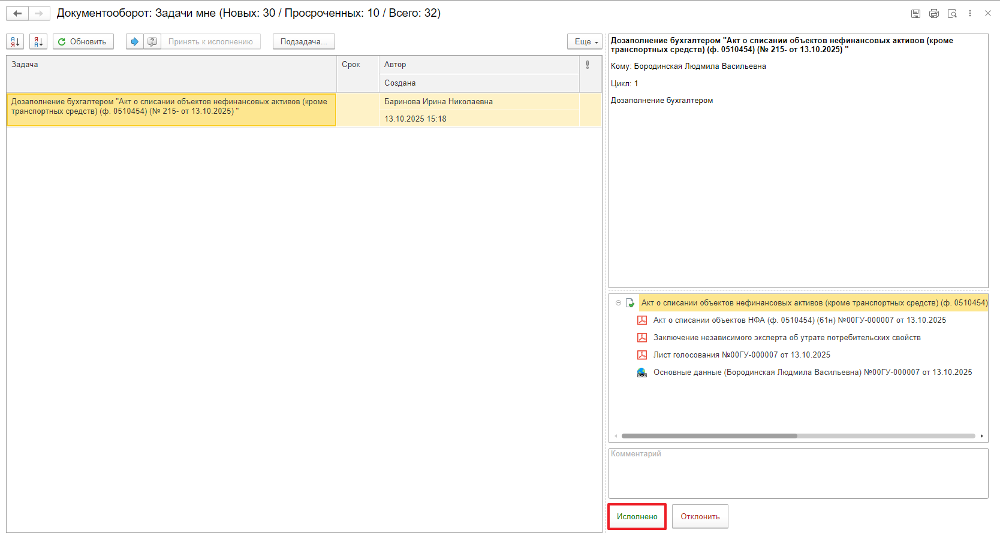 Документооборот: Задачи мне (Новых: 30 / Просроченных: 10 / Всего: 32)
А
Я
Я
А
Обновить
?
Принять к исполнению
Подзадача...
Еще
Задача
Срок
Автор
Создана
Дозаполнение бухгалтером "Акт о списании объектов нефинансовых активов (кроме
транспортных средств) (ф. 0510454) (№ 215- от 13.10.2025) "
Баринова Ирина Николаевна
13.10.2025 15:18
Дозаполнение бухгалтером "Акт о списании объектов нефинансовых активов (кроме
транспортных средств) (ф. 0510454) (№ 215- от 13.10.2025) "
Кому: Бородинская Людмила Васильевна
Цикл: 1
Дозаполнение бухгалтером
Акт о списании объектов нефинансовых активов (кроме транспортных средств) (ф. 0510454)
Акт о списании объектов НФА (ф. 0510454) (61н) №00ГУ-000007 от 13.10.2025
Заключение независимого эксперта об утрате потребительских свойств
Лист голосования №00ГУ-000007 от 13.10.2025
Основные данные (Бородинская Людмила Васильевна) №00ГУ-000007 от 13.10.2025
Комментарий
Исполнено
Отклонить